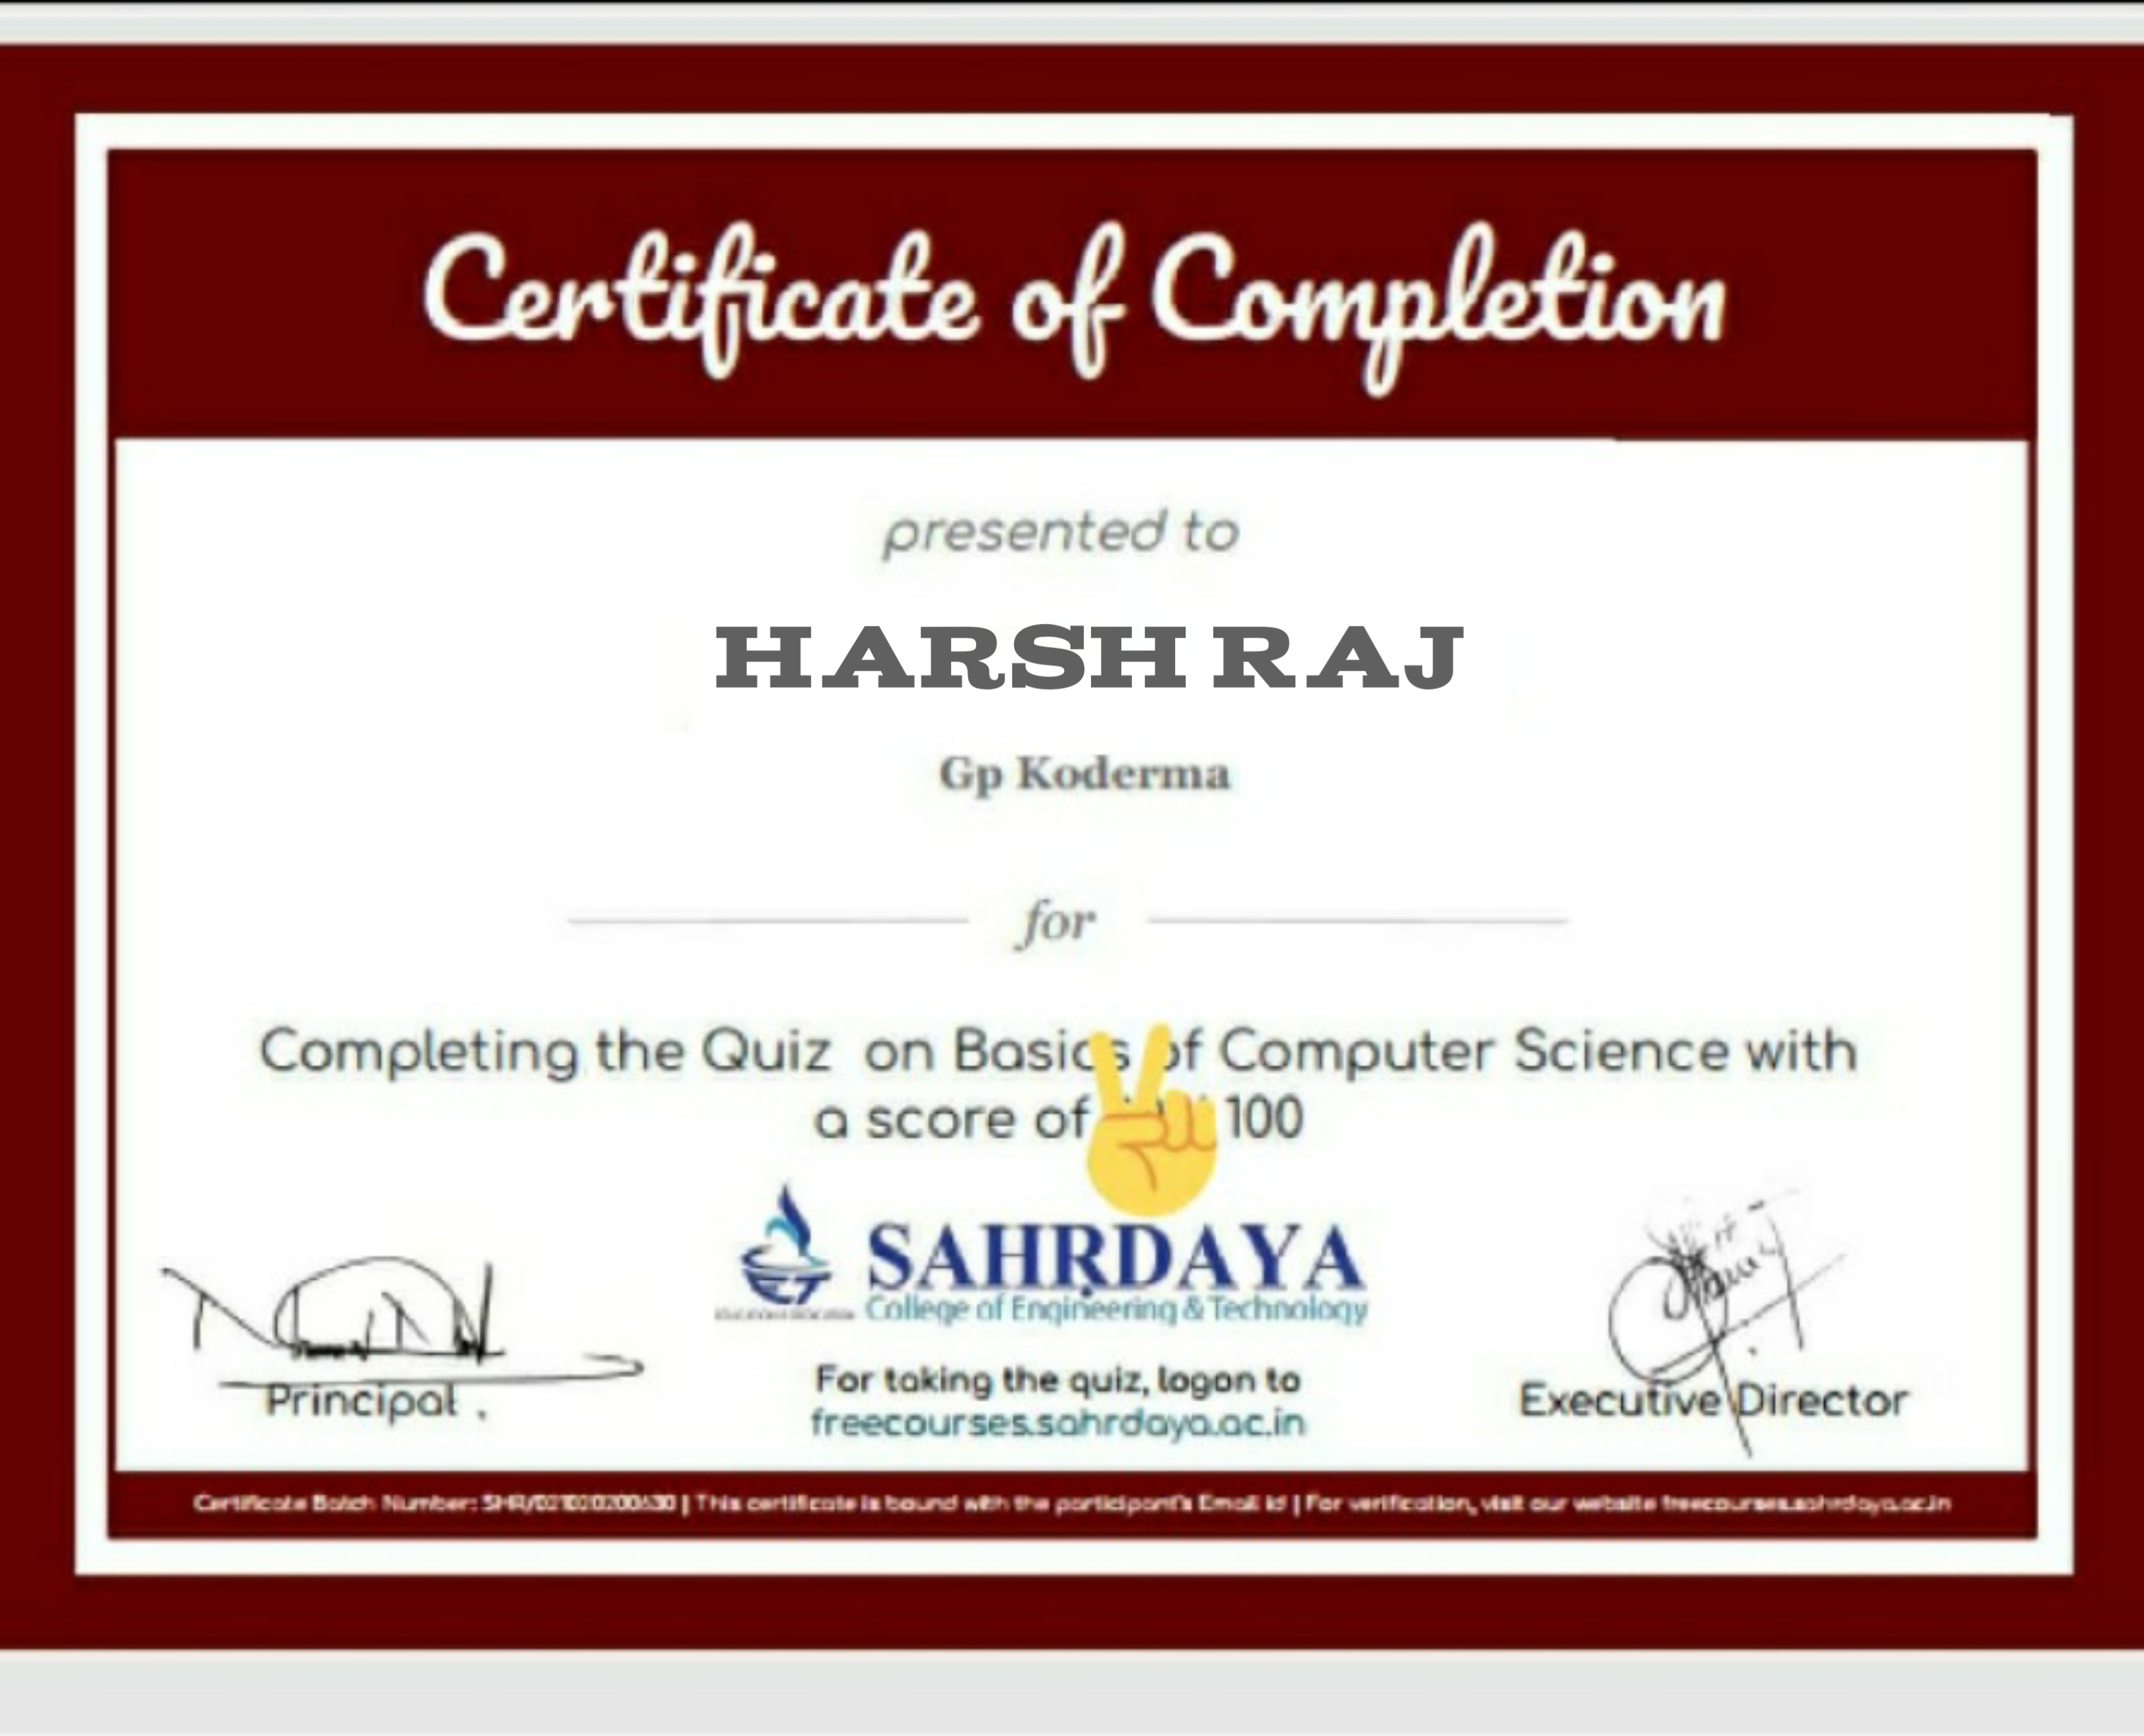 Certificate of Completion
presented to
HARSH RAJ
Gp Koderma
for
Completing the Quiz on Basics of Computer Science with
a score of 100
SAHRDAYA
College of Engineering & Technology
For taking the quiz, logon to
freecourses.sahrdaya.ac.in
Principal
Executive Director
Certificate Batch Number: | This certificate is bound with the participant's Email Id | For verification, visit our website freecourses.sahrdaya.ac.in